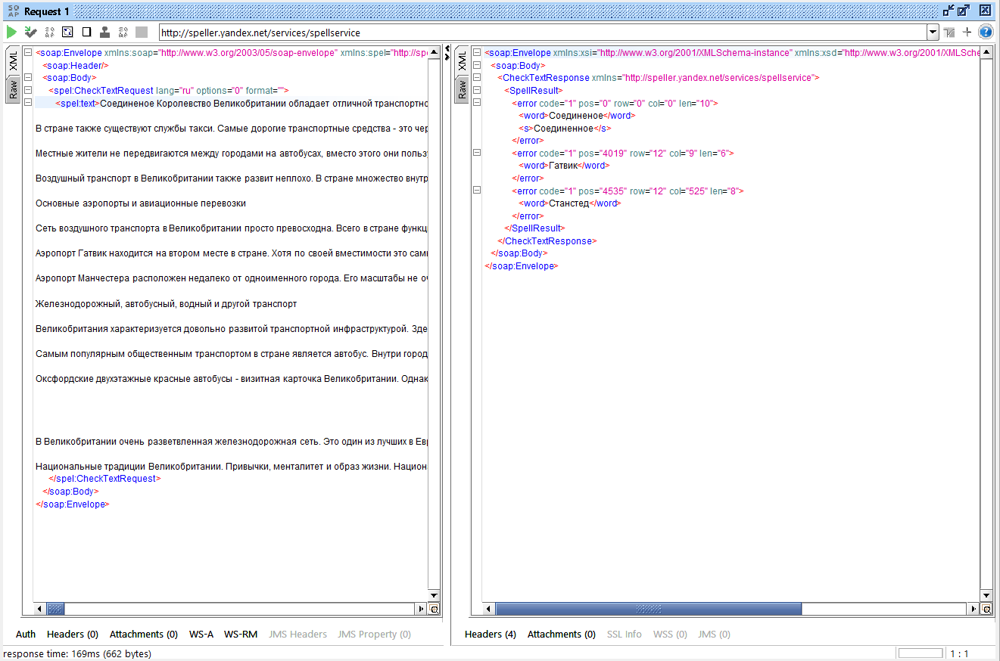 SO AP Request 1
http://speller.yandex.net/services/spellservice
XML
Raw
<soap:Envelope xmlns:soap="http://www.w3.org/2003/05/soap-envelope" xmlns:spel="http://spe
<soap:Header/>
<soap:Body>
<spel:CheckTextRequest lang="ru" options="0" format="">
<spel:text>Соединеное Королевство Великобритании обладает отличной транспортно
В стране также существуют службы такси. Самые дорогие транспортные средства - это чер
Местные жители не передвигаются между городами на автобусах, вместо этого они польз
Воздушный транспорт в Великобритании также развит неплохо. В стране множество внутр
Основные аэропорты и авиационные перевозки
Сеть воздушного транспорта в Великобритании просто превосходна. Всего в стране функц
Аэропорт Гатвик находится на втором месте в стране. Хотя по своей вместимости это сам
Аэропорт Манчестера расположен недалеко от одноименного города. Его масштабы не оч
Железнодорожный, автобусный, водный и другой транспорт
Великобритания характеризуется довольно развитой транспортной инфраструктурой. Зде
Самым популярным общественным транспортом в стране является автобус. Внутри город
Оксфордские двухэтажные красные автобусы - визитная карточка Великобритании. Однак
В Великобритании очень разветвленная железнодорожная сеть. Это один из лучших в Евр
Национальные традиции Великобритании. Привычки, менталитет и образ жизни. Национ
</spel:CheckTextRequest>
</soap:Body>
</soap:Envelope>
XML
Raw
<soap:Envelope xmlns:xsi="http://www.w3.org/2001/XMLSchema-instance" xmlns:xsd="http://www.w3.org/2001/XMLSche
<soap:Body>
<CheckTextResponse xmlns="http://speller.yandex.net/services/spellservice">
<SpellResult>
<error code="1" pos="0" row="0" col="0" len="10">
<word>Соединеное</word>
<s>Соединенное</s>
</error>
<error code="1" pos="4019" row="12" col="9" len="6">
<word>Гатвик</word>
</error>
<error code="1" pos="4535" row="12" col="525" len="8">
<word>Станстед</word>
</error>
</SpellResult>
</CheckTextResponse>
</soap:Body>
</soap:Envelope>
Auth Headers (0) Attachments (0) WS-A WS-RM JMS Headers JMS Property (0)
Headers (4) Attachments (0) SSL Info WSS (0) JMS (0)
response time: 169ms (662 bytes)
1 : 1